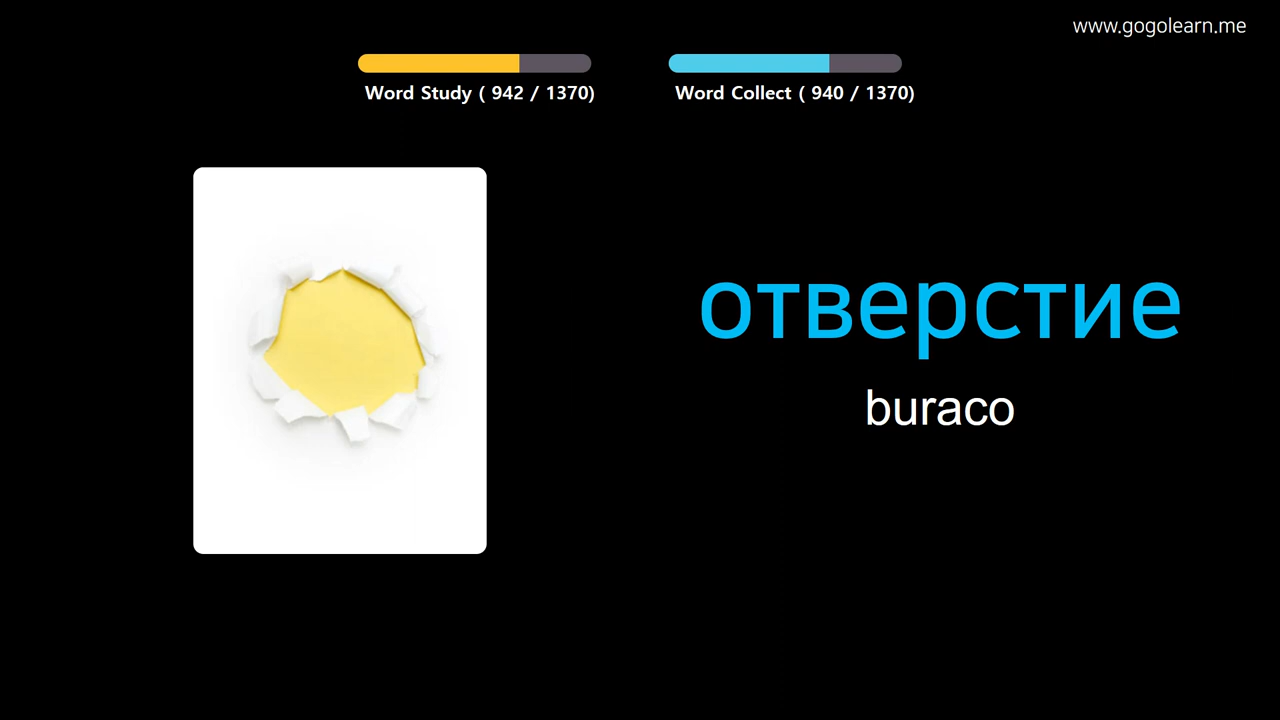 www.gogolearn.me
Word Study ( 942 / 1370)
Word Collect ( 940 / 1370)
отверстие
buraco